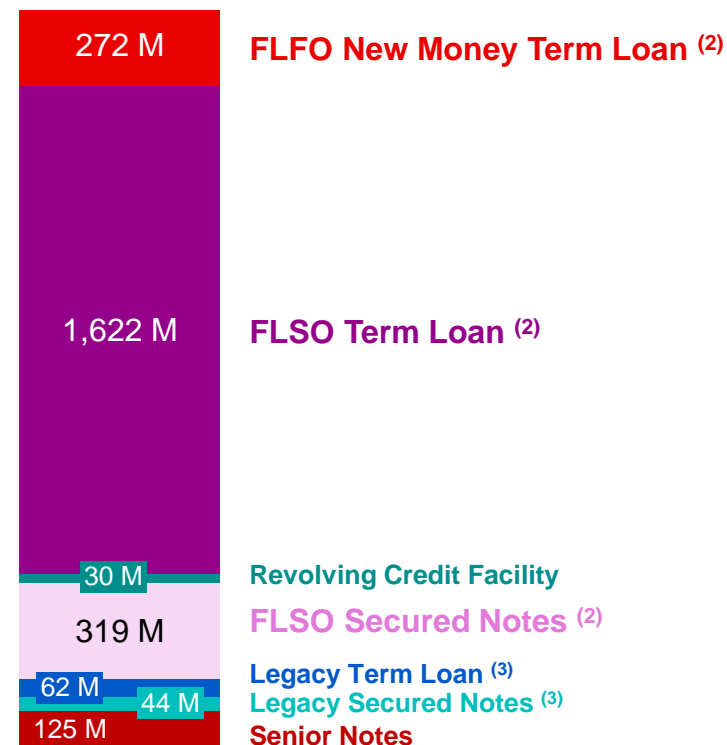 272 M FLFO New Money Term Loan (2)
1,622 M FLSO Term Loan (2)
30 M Revolving Credit Facility
319 M FLSO Secured Notes (2)
62 M Legacy Term Loan (3)
44 M Legacy Secured Notes (3)
125 M Senior Notes